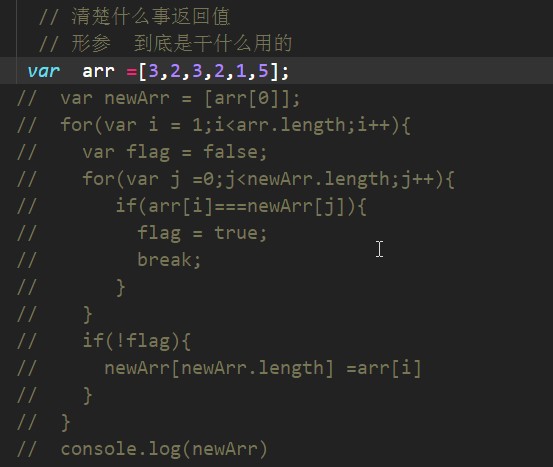 // 清楚什么事返回值
// 形参  到底是干什么用的
var  arr =[3,2,3,2,1,5];
//  var newArr = [arr[0]];
//  for(var i = 1;i<arr.length;i++){
//    var flag = false;
//    for(var j =0;j<newArr.length;j++){
//       if(arr[i]===newArr[j]){
//         flag = true;
//         break;
//       }
//    }
//    if(!flag){
//      newArr[newArr.length] =arr[i]
//    }
//  }
//  console.log(newArr)